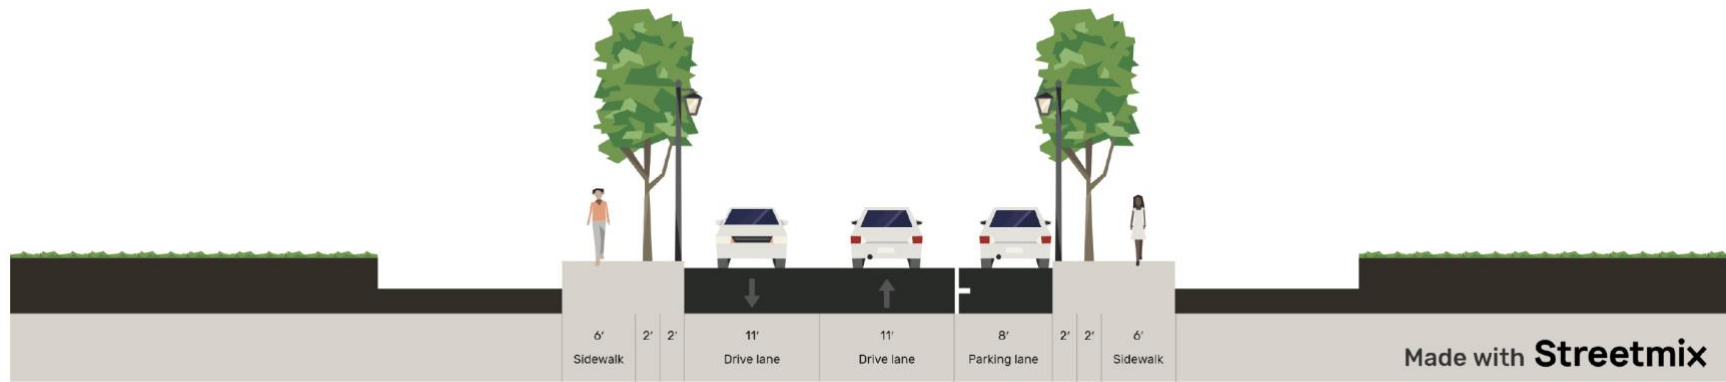 6' 2' 2' 11' 11' 8' 2' 2' 6'
Sidewalk Drive lane Drive lane Parking lane Sidewalk
Made with Streetmix